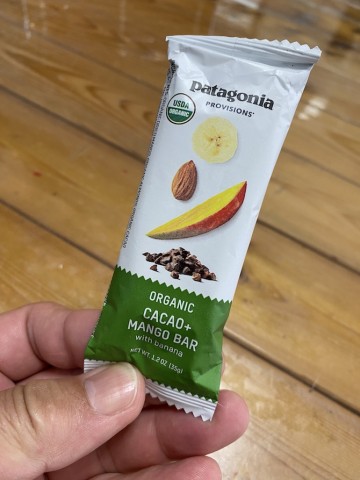 patagonia
PROVISIONS
USDA
ORGANIC
ORGANIC
CACAO+
MANGO BAR
with banana
NET WT. 1.2 OZ (35g)